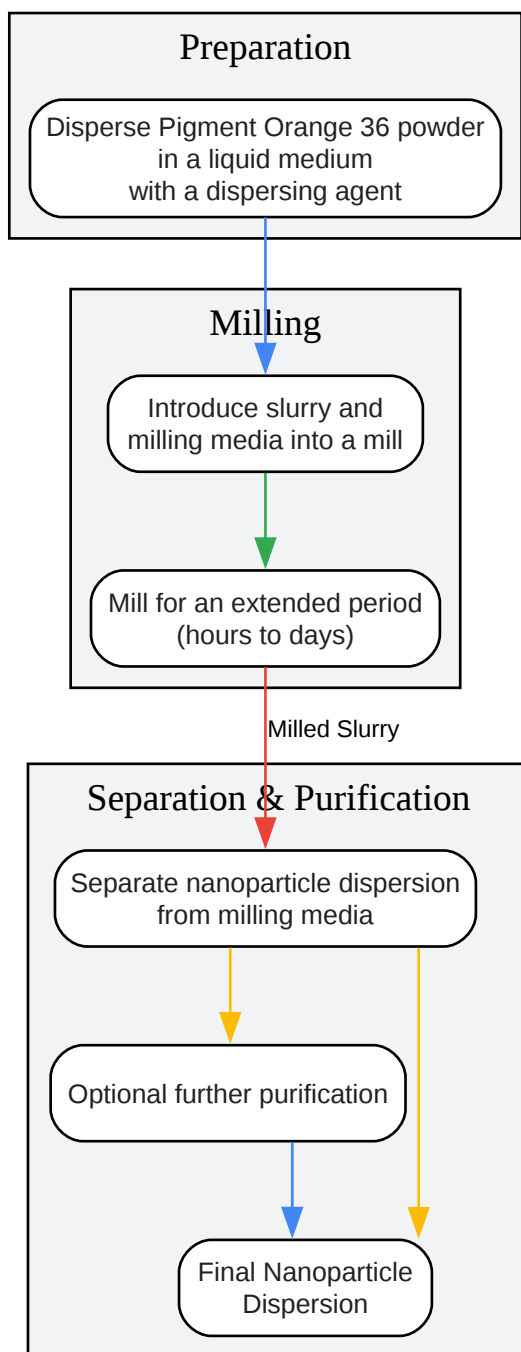 Preparation
Disperse Pigment Orange 36 powder
in a liquid medium
with a dispersing agent
Milling
Introduce slurry and
milling media into a mill
Mill for an extended period
(hours to days)
Milled Slurry
Separation & Purification
Separate nanoparticle dispersion
from milling media
Optional further purification
Final Nanoparticle
Dispersion